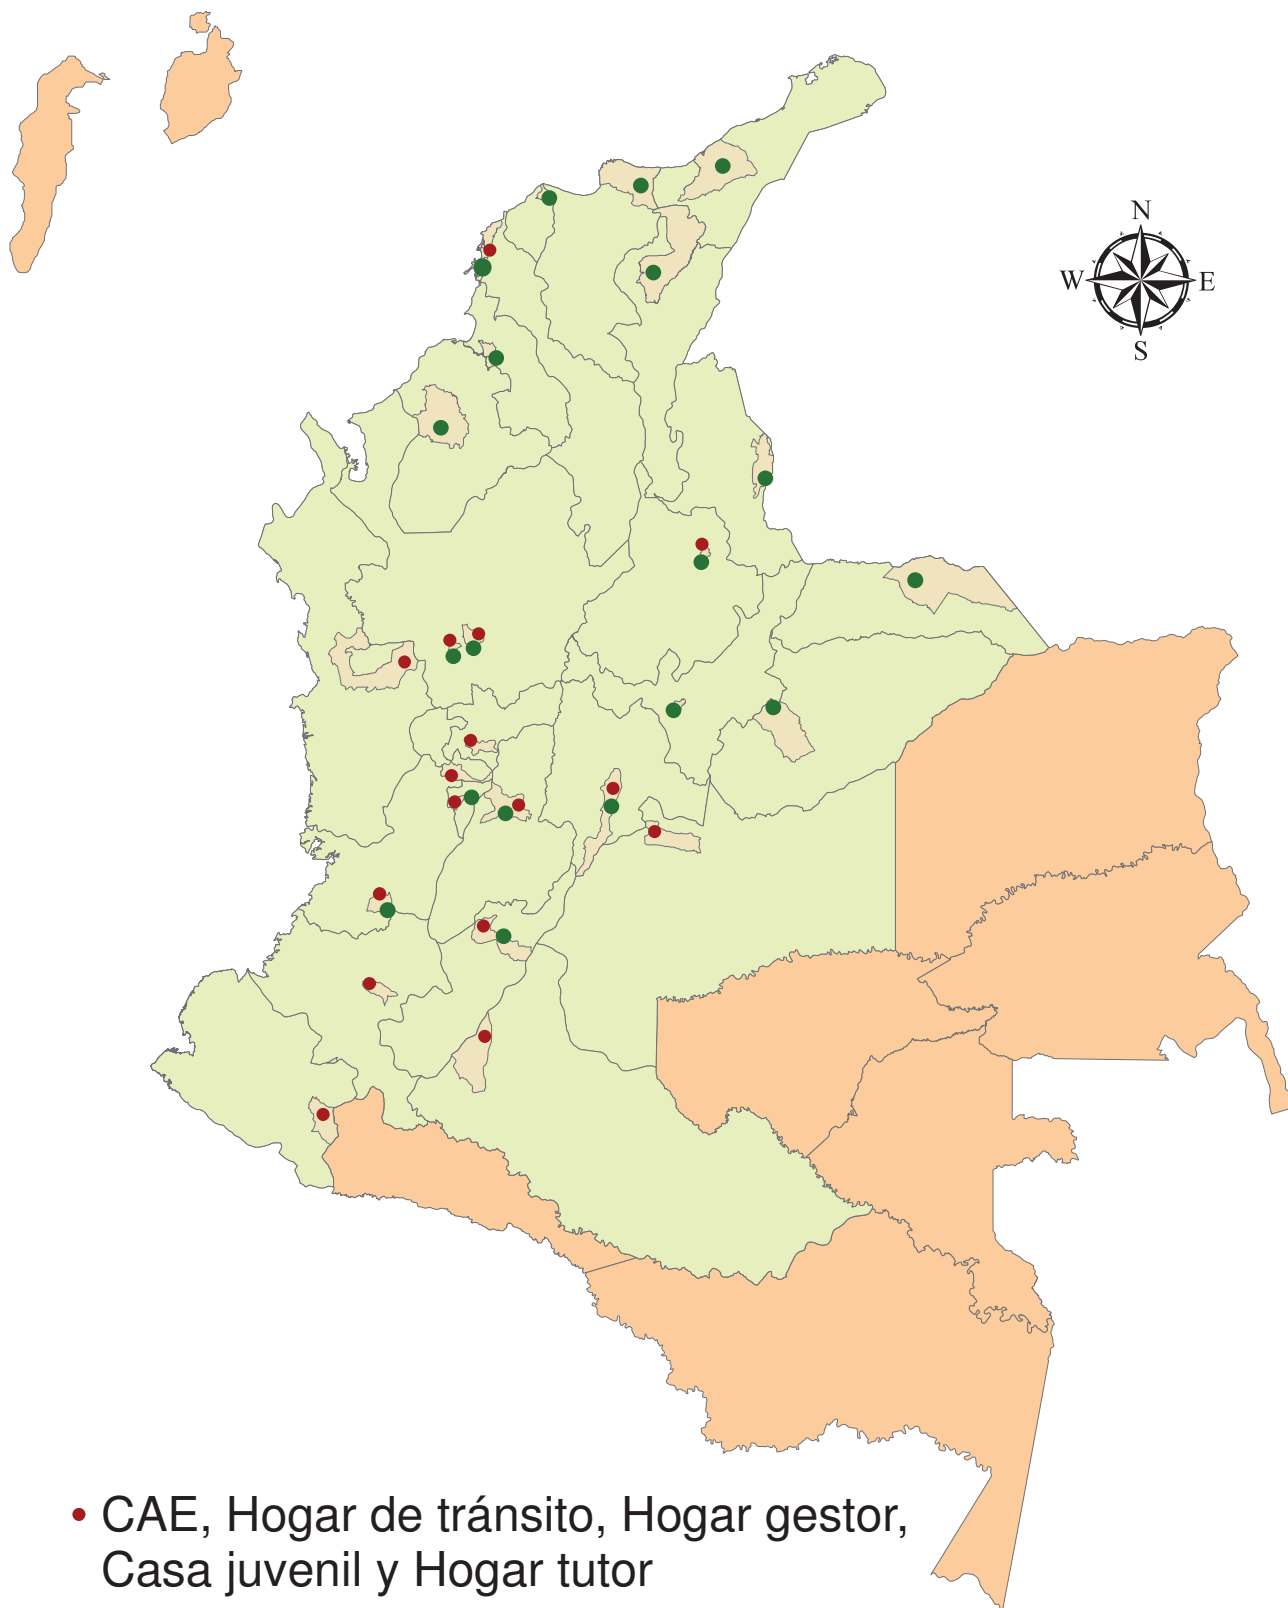 N
W E
S
• CAE, Hogar de tránsito, Hogar gestor,
Casa juvenil y Hogar tutor